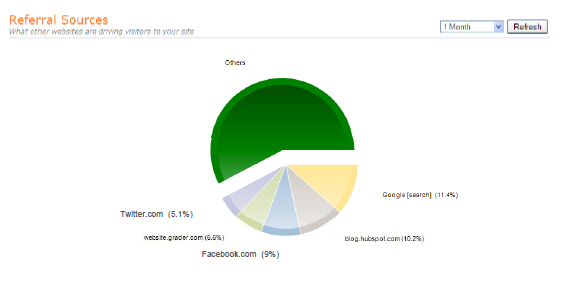 Referral Sources
What other websites are driving visitors to your site
1 Month
Refresh
Others
Google [search] (11.4%)
Twitter.com (5.1%)
website.grader.com (6.6%)
blog.hubspot.com (10.2%)
Facebook.com (9%)